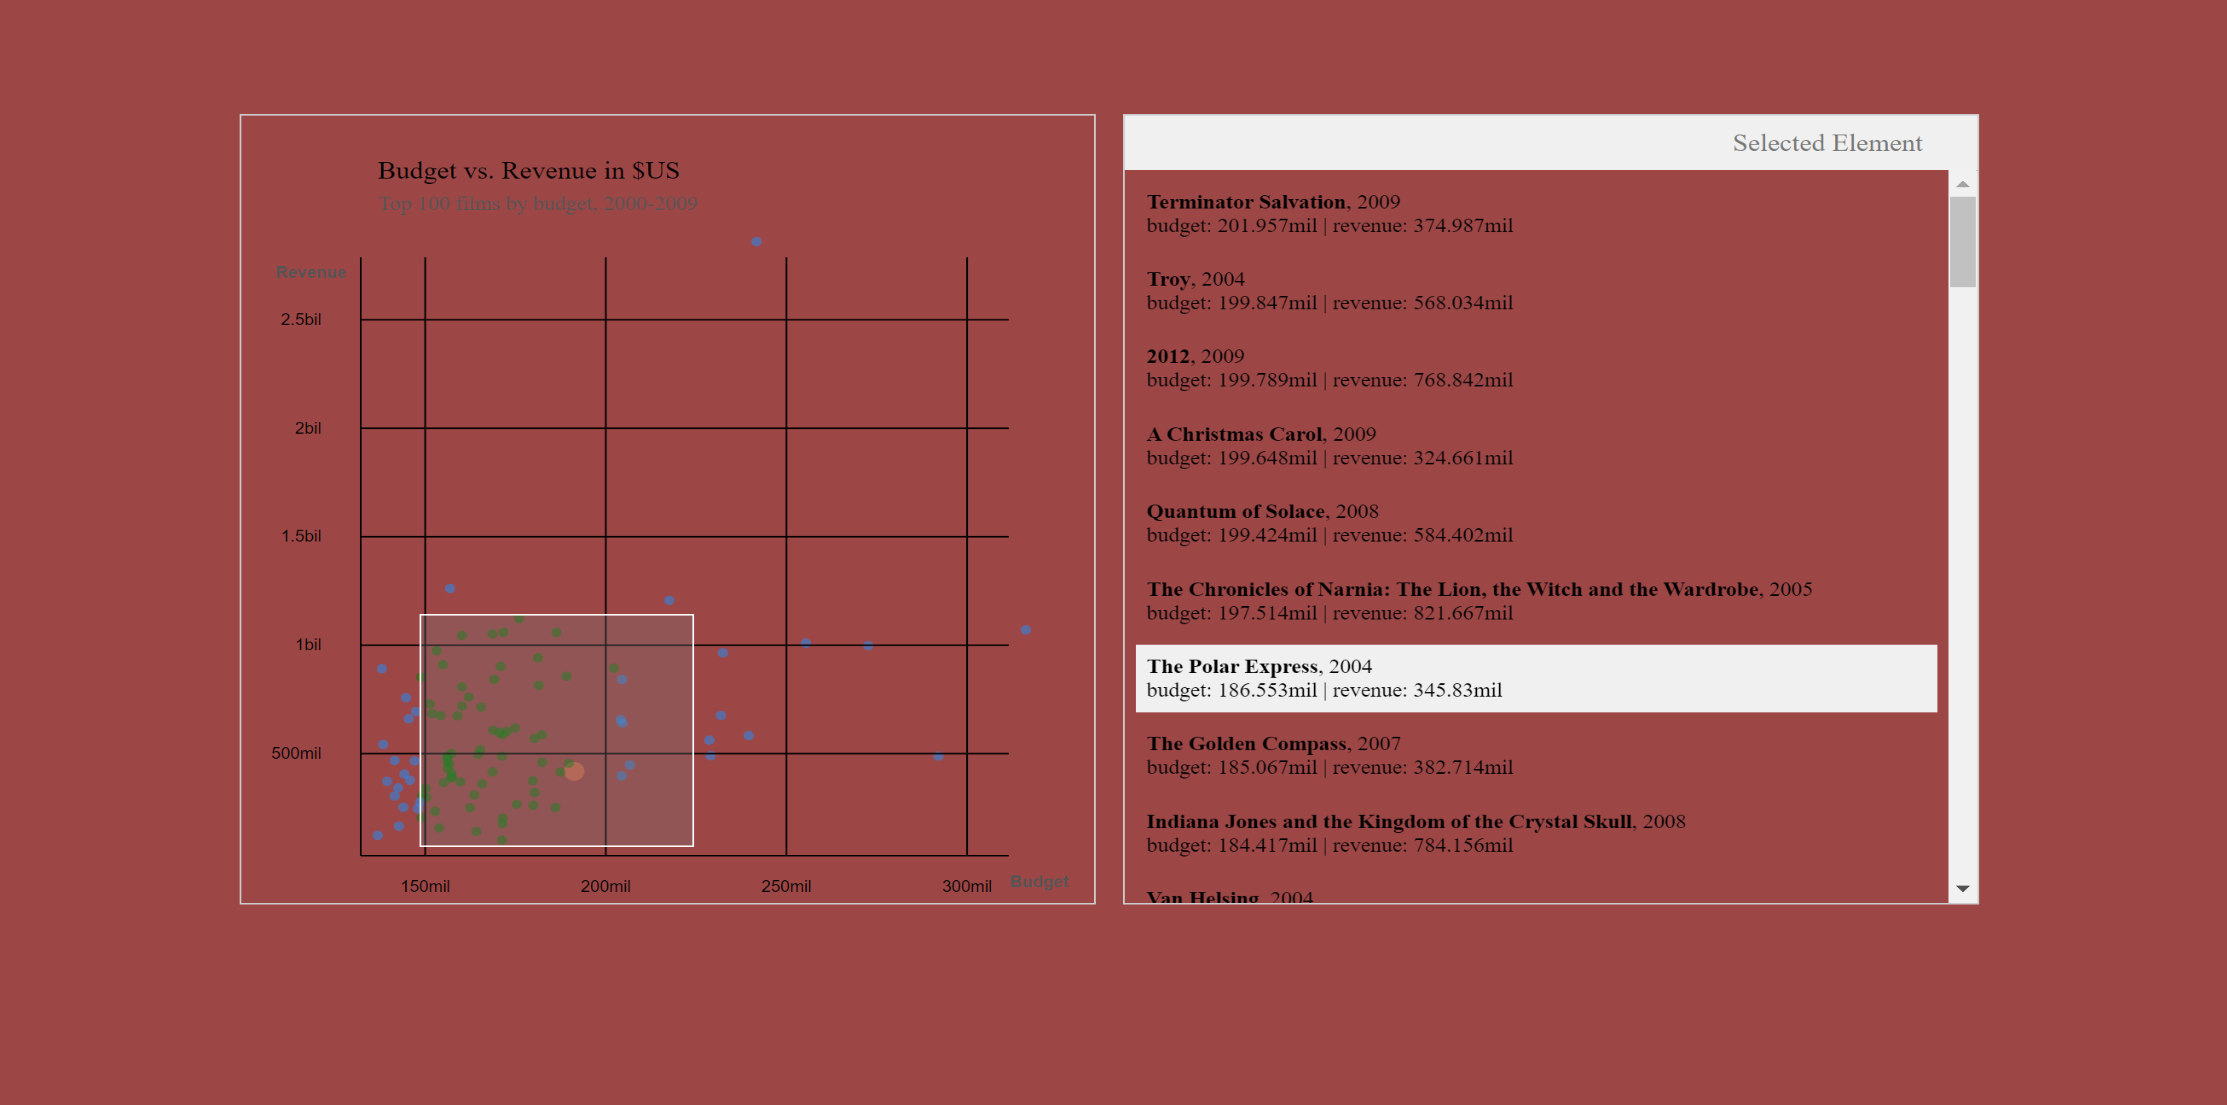 Budget vs. Revenue in $US
Top 100 films by budget, 2000-2009
Revenue
2.5bil
2bil
1.5bil
1bil
500mil
150mil
200mil
250mil
300mil
Budget
Selected Element
Terminator Salvation, 2009
budget: 201.957mil | revenue: 374.987mil
Troy, 2004
budget: 199.847mil | revenue: 568.034mil
2012, 2009
budget: 199.789mil | revenue: 768.842mil
A Christmas Carol, 2009
budget: 199.648mil | revenue: 324.661mil
Quantum of Solace, 2008
budget: 199.424mil | revenue: 584.402mil
The Chronicles of Narnia: The Lion, the Witch and the Wardrobe, 2005
budget: 197.514mil | revenue: 821.667mil
The Polar Express, 2004
budget: 186.553mil | revenue: 345.83mil
The Golden Compass, 2007
budget: 185.067mil | revenue: 382.714mil
Indiana Jones and the Kingdom of the Crystal Skull, 2008
budget: 184.417mil | revenue: 784.156mil
Van Helsing, 2004